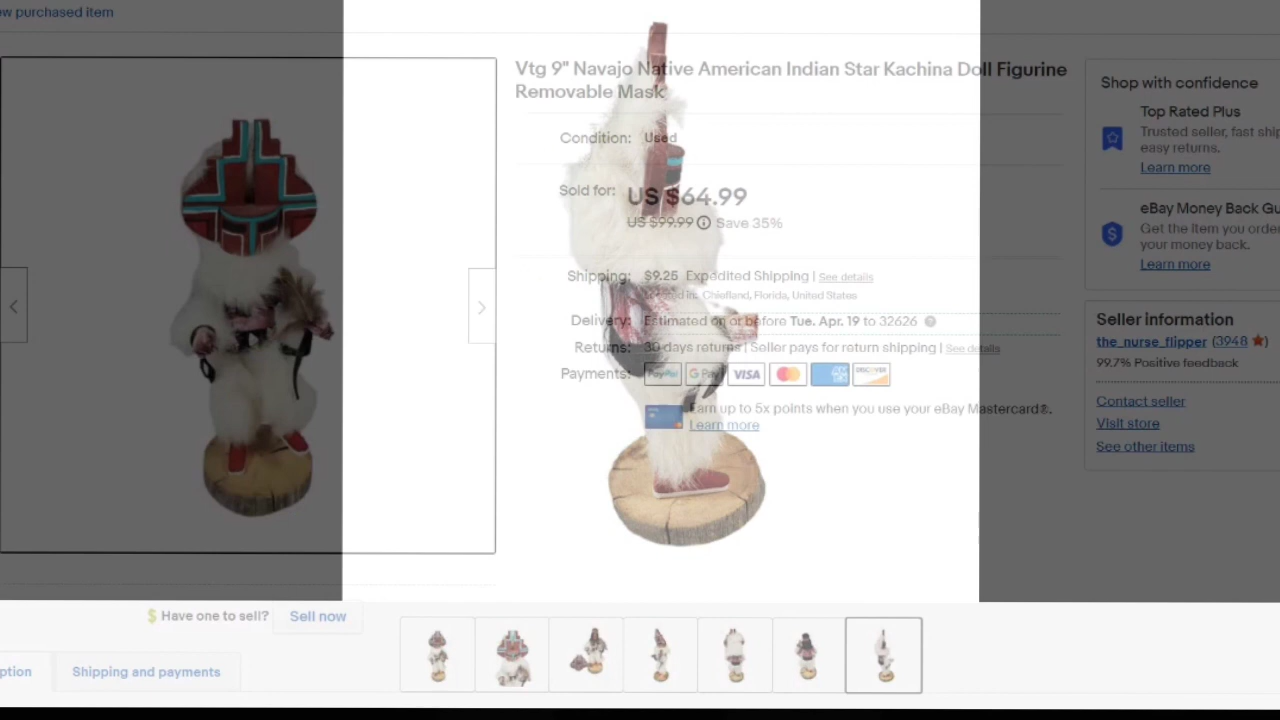 ew purchased item
Vtg 9" Navajo Native American Indian Star Kachina Doll Figurine
Removable Mask
Condition: Used
Sold for: US $64.99
US $99.99 Save 35%
Shipping: $9.25 Expedited Shipping | See details
in: Chiefland, Florida, United States
Delivery: Estimated on or before Tue. Apr. 19 to 32626
Returns: 30 days returns | Seller pays for return shipping | See details
Payments: PayPal G Pay VISA DISCOVER
Earn up to 5x points when you use your eBay Mastercard®.
Learn more
Shop with confidence
Top Rated Plus
Trusted seller, fast ship
easy returns.
Learn more
eBay Money Back Gu
Get the item you order
your money back.
Learn more
Seller information
the_nurse_flipper (3948 )
99.7% Positive feedback
Contact seller
Visit store
See other items
$ Have one to sell? Sell now
ption
Shipping and payments